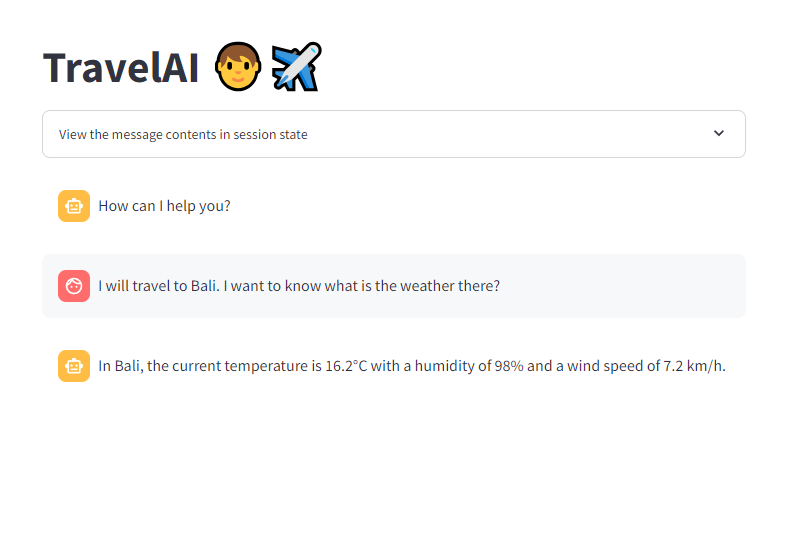 TravelAI 👨✈️
View the message contents in session state
How can I help you?
I will travel to Bali. I want to know what is the weather there?
In Bali, the current temperature is 16.2°C with a humidity of 98% and a wind speed of 7.2 km/h.